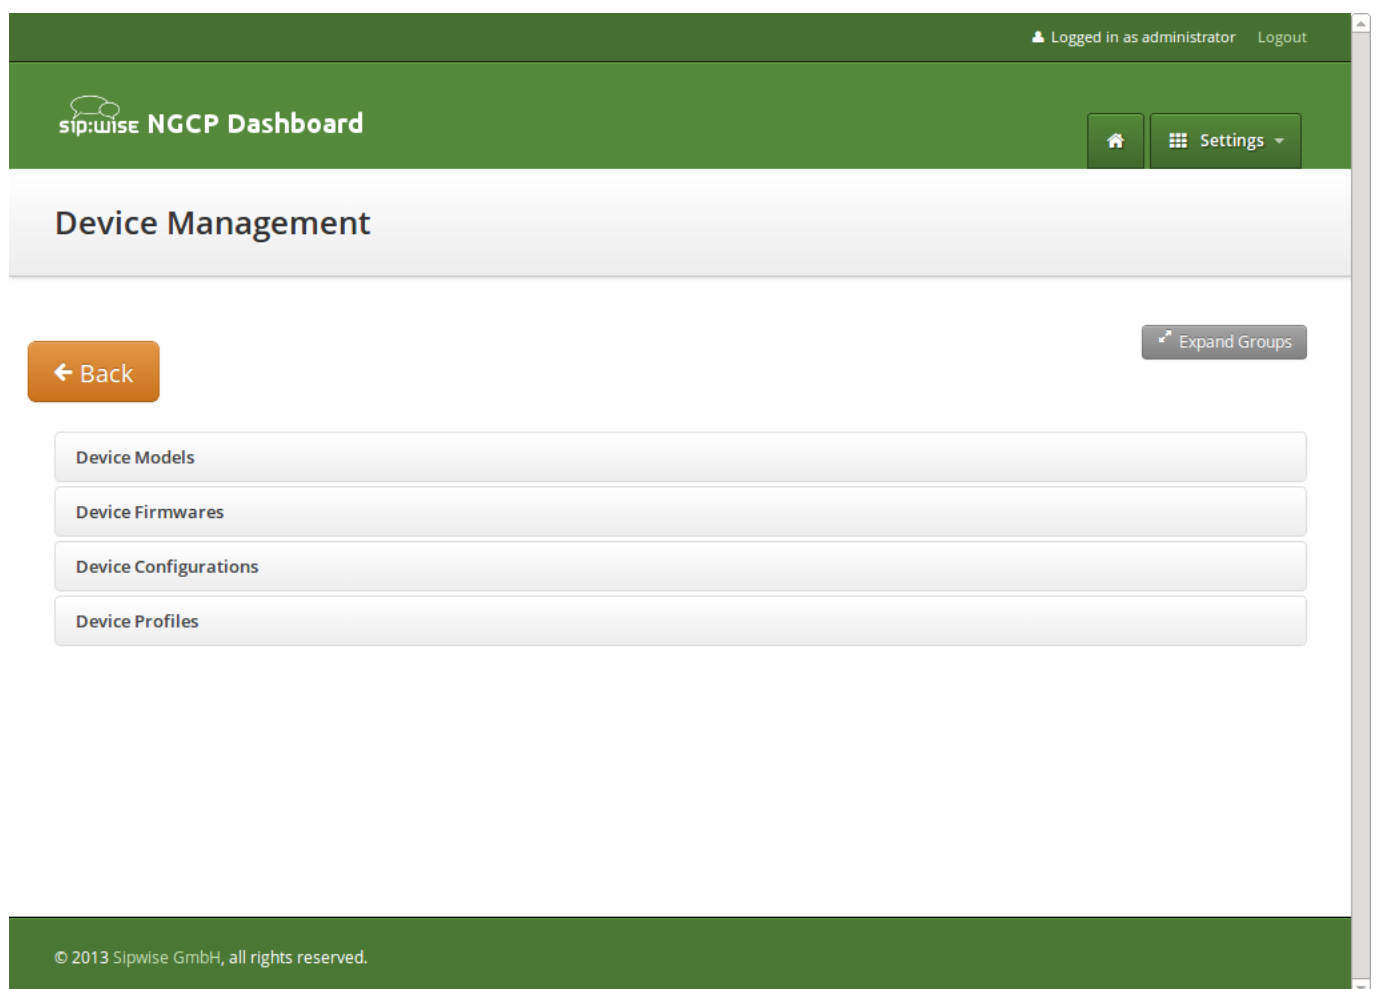 Logged in as administrator Logout
sip:wise NGCP Dashboard
Settings
Device Management
Expand Groups
Back
Device Models
Device Firmwares
Device Configurations
Device Profiles
© 2013 Sipwise GmbH, all rights reserved.